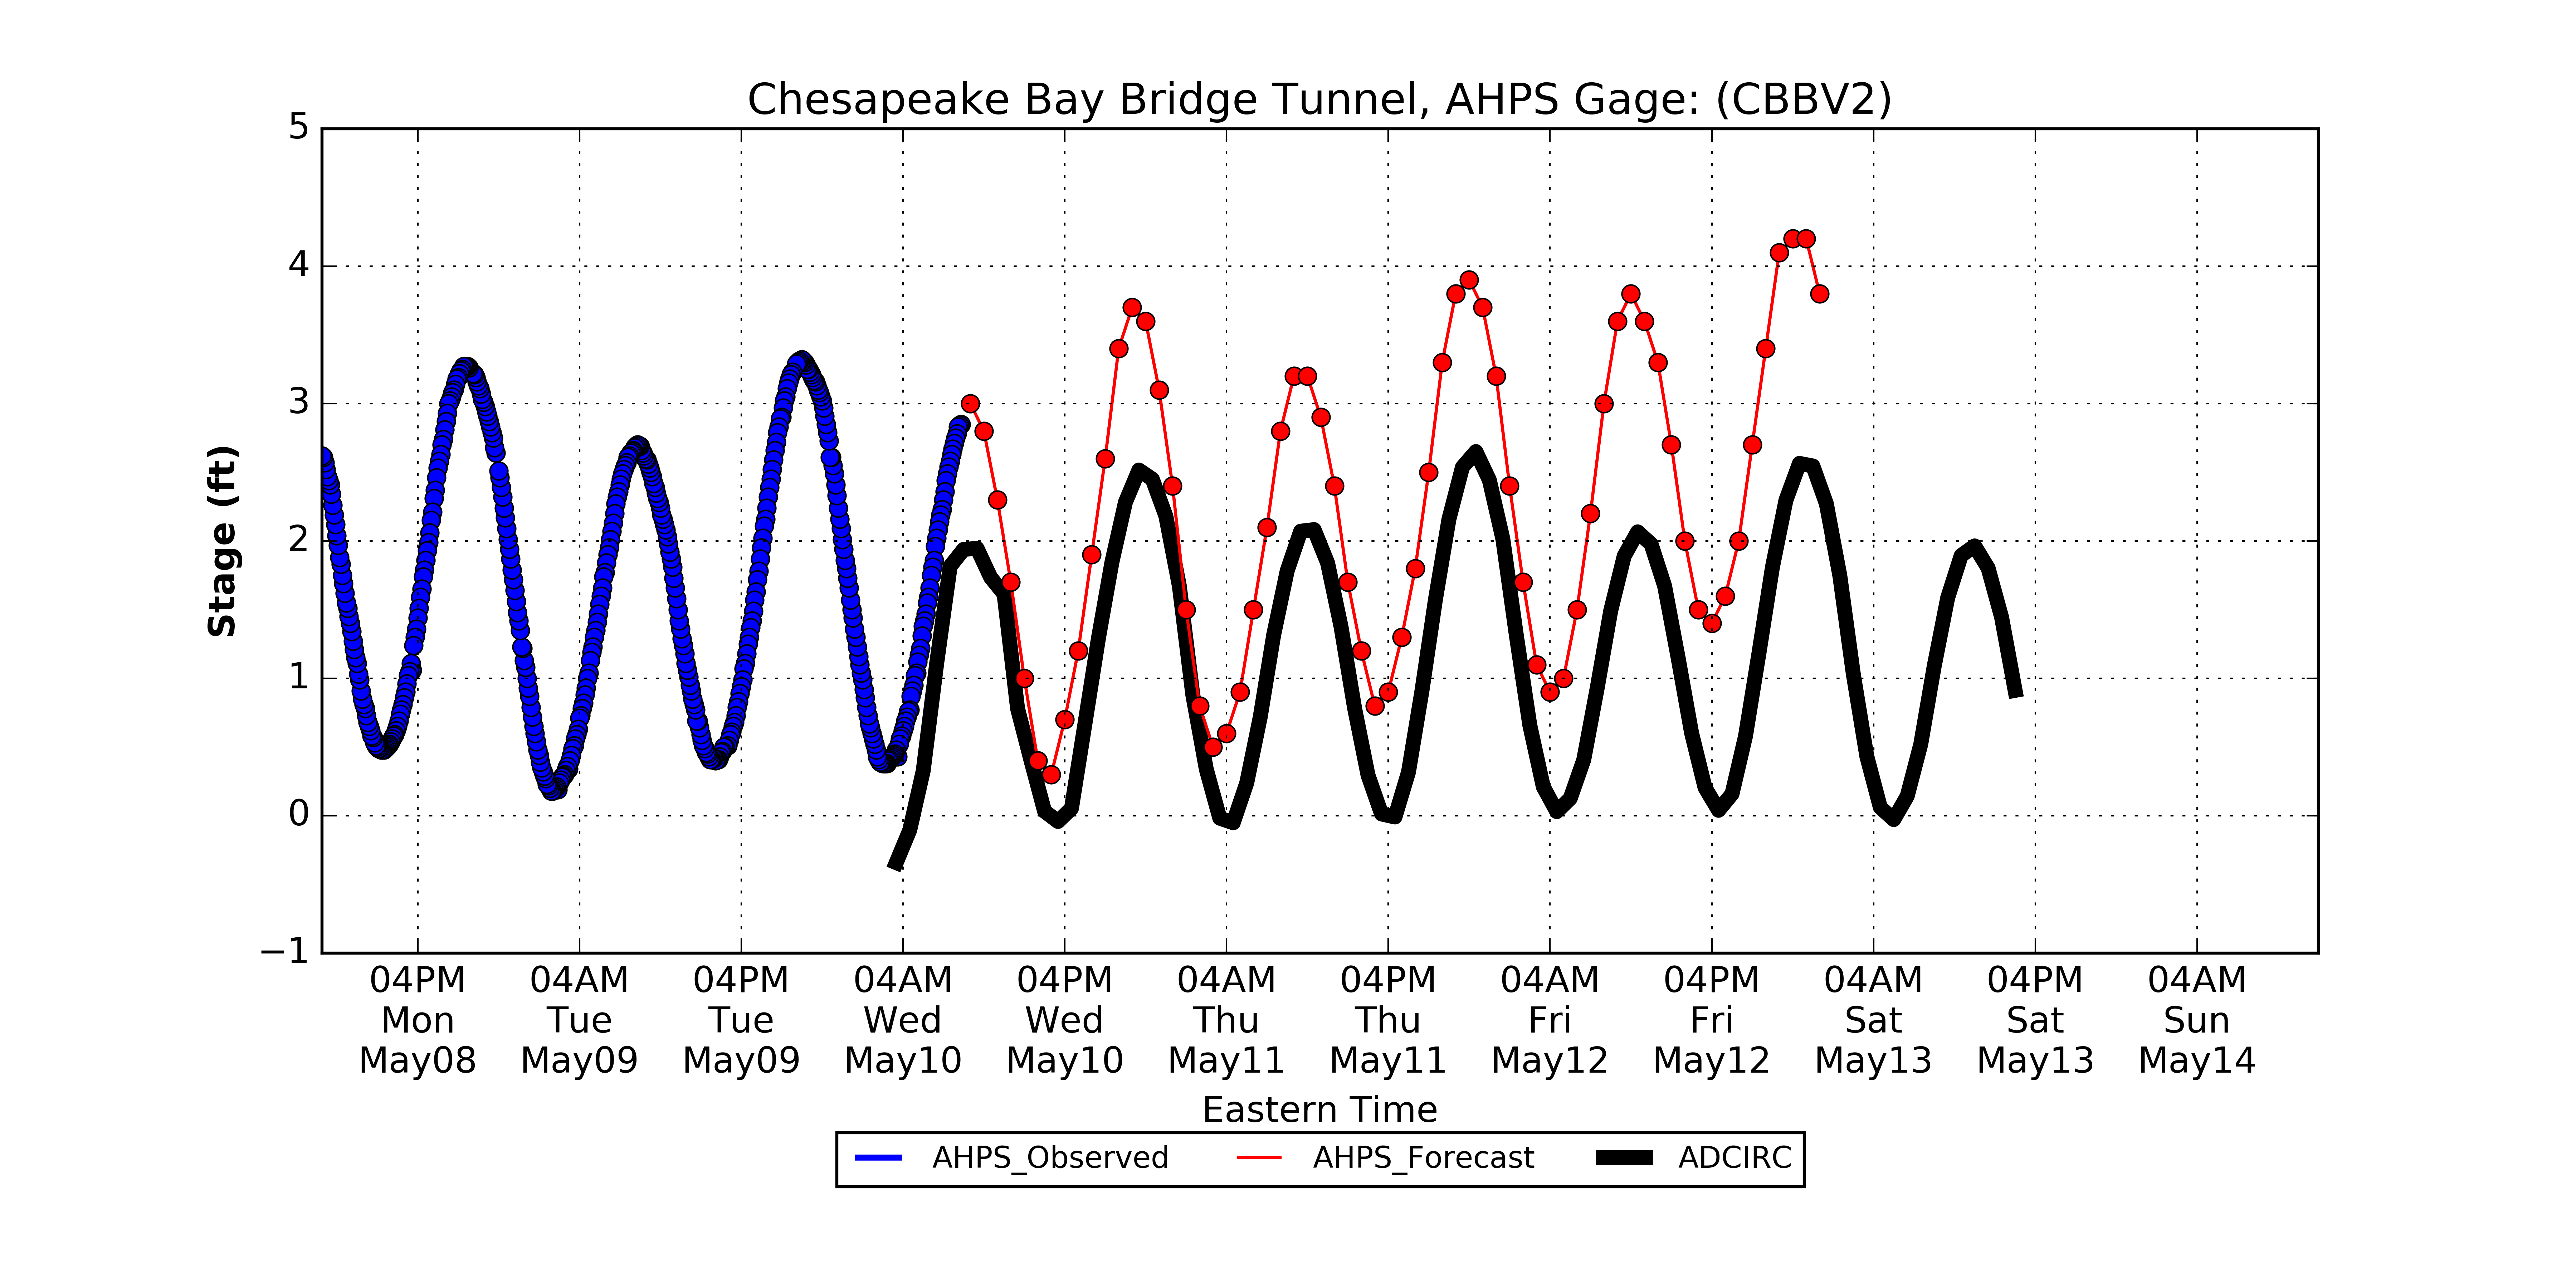 Chesapeake Bay Bridge Tunnel, AHPS Gage: (CBBV2)
5
4
3
2
1
0
−1
Stage (ft)
04PM 04AM 04PM 04AM 04PM 04AM 04PM 04AM 04PM 04AM 04PM 04AM
Mon Tue Tue Wed Wed Thu Thu Fri Fri Sat Sat Sun
May08 May09 May09 May10 May10 May11 May11 May12 May12 May13 May13 May14
Eastern Time
AHPS_Observed AHPS_Forecast ADCIRC